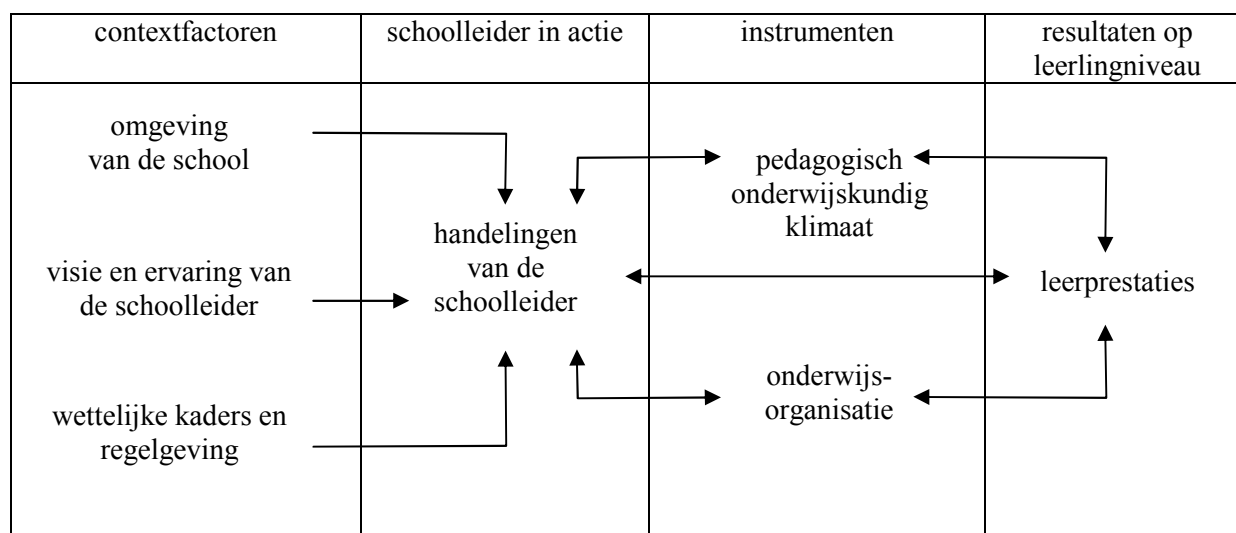 contextfactoren
schoolleider in actie
instrumenten
resultaten op
leerlingniveau
omgeving
van de school
visie en ervaring van
de schoolleider
wettelijke kaders en
regelgeving
handelingen
van de
schoolleider
pedagogisch
onderwijskundig
klimaat
onderwijs-
organisatie
leerprestaties